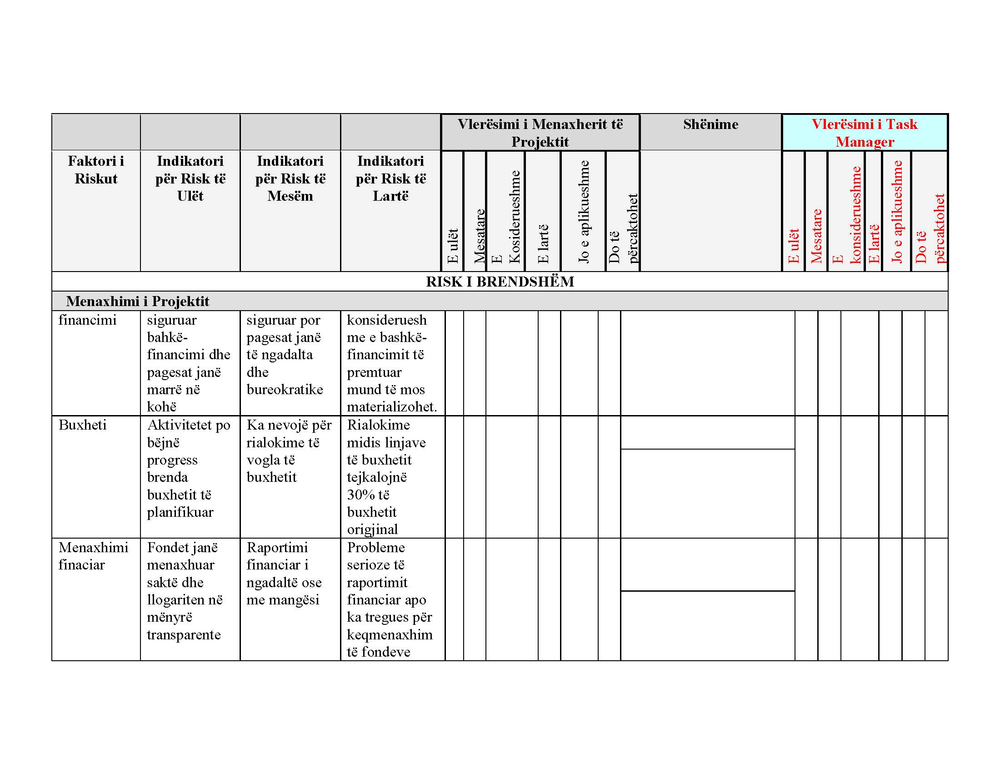 Vlerësimi i Menaxherit të
Projektit
Shënime
Vlerësimi i Task
Manager
Faktori i
Riskut
Indikatori
për Risk të
Ulët
Indikatori
për Risk të
Mesëm
Indikatori
për Risk të
Lartë
E ulët
Mesatare
E
Kosiderueshme
E lartë
Jo e aplikueshme
Do të
përcaktohet
E ulët
Mesatare
E
konsiderueshme
E lartë
Jo e aplikueshme
Do të
përcaktohet
RISK I BRENDSHËM
Menaxhimi i Projektit
financimi
siguruar
bahkë-
financimi dhe
pagesat janë
marrë në
kohë
siguruar por
pagesat janë
të ngadalta
dhe
bureokratike
konsideruesh
me e bashkë-
financimit të
premtuar
mund të mos
materializohet.
Buxheti
Aktivitetet po
bëjnë
progress
brenda
buxhetit të
planifikuar
Ka nevojë për
rialokime të
vogla të
buxhetit
Rialokime
midis linjave
të buxhetit
tejkalojnë
30% të
buxhetit
origjinal
Menaxhimi
finaciar
Fondet janë
menaxhuar
saktë dhe
llogariten në
mënyrë
transparente
Raportimi
financiar i
ngadaltë ose
me mangësi
Probleme
serioze të
raportimit
financiar apo
ka tregues për
keqmenaxhim
të fondeve